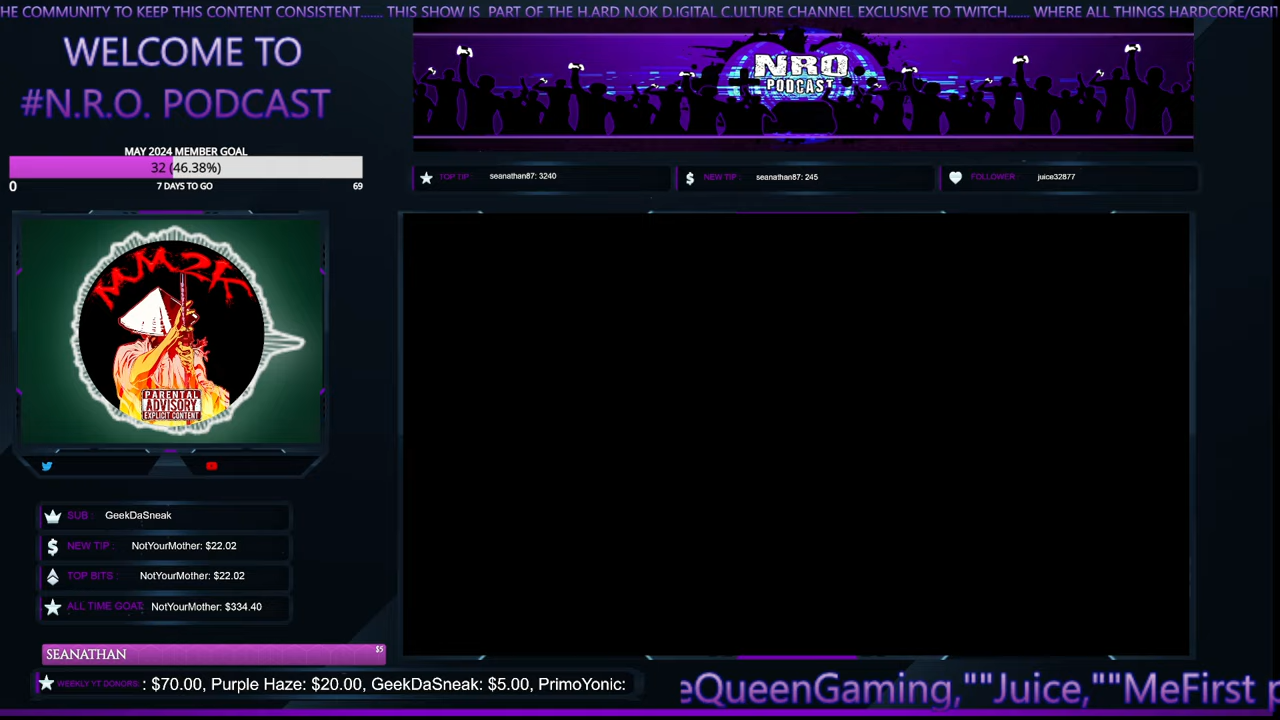 HE COMMUNITY TO KEEP THIS CONTENT CONSISTENT....... THIS SHOW IS PART OF THE H.ARD N.OK D.IGITAL C.ULTURE CHANNEL EXCLUSIVE TO TWITCH....... WHERE ALL THINGS HARDCORE/GRIT
WELCOME TO
#N.R.O. PODCAST
NRO
PODCAST
MAY 2024 MEMBER GOAL
32 (46.38%)
0 7 DAYS TO GO 69
TOP TIP : seanathan87: 3240
NEW TIP : seanathan87: 245
FOLLOWER : juice32877
MM2K
PARENTAL
ADVISORY
EXPLICIT CONTENT
SUB : GeekDaSneak
NEW TIP : NotYourMother: $22.02
TOP BITS : NotYourMother: $22.02
ALL TIME GOAT: NotYourMother: $334.40
SEANATHAN $5
WEEKLY YT DONORS: : $70.00, Purple Haze: $20.00, GeekDaSneak: $5.00, PrimoYonic:
eQueenGaming,""Juice,""MeFirst p